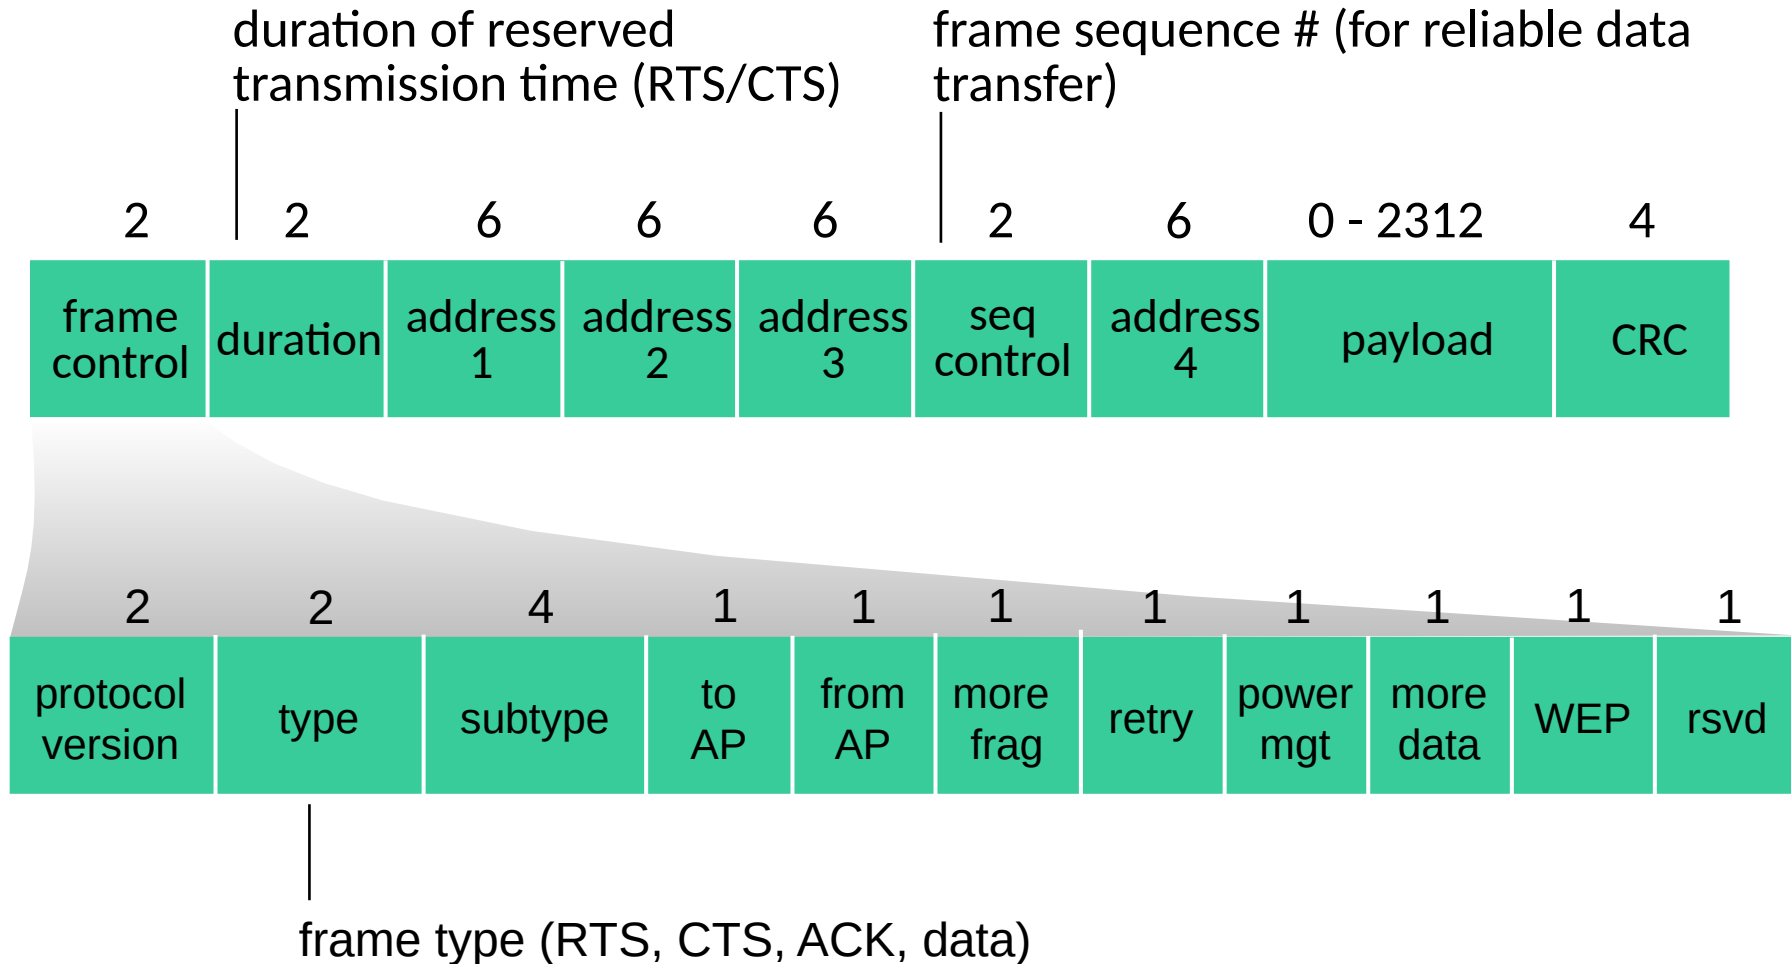 duration of reserved
transmission time (RTS/CTS)
frame sequence # (for reliable data
transfer)
2 2 6 6 6 2 6 0 - 2312 4
frame
control
duration
address
1
address
2
address
3
seq
control
address
4
payload
CRC
2 2 4 1 1 1 1 1 1 1 1
protocol
version
type
subtype
to
AP
from
AP
more
frag
retry
power
mgt
more
data
WEP
rsvd
frame type (RTS, CTS, ACK, data)